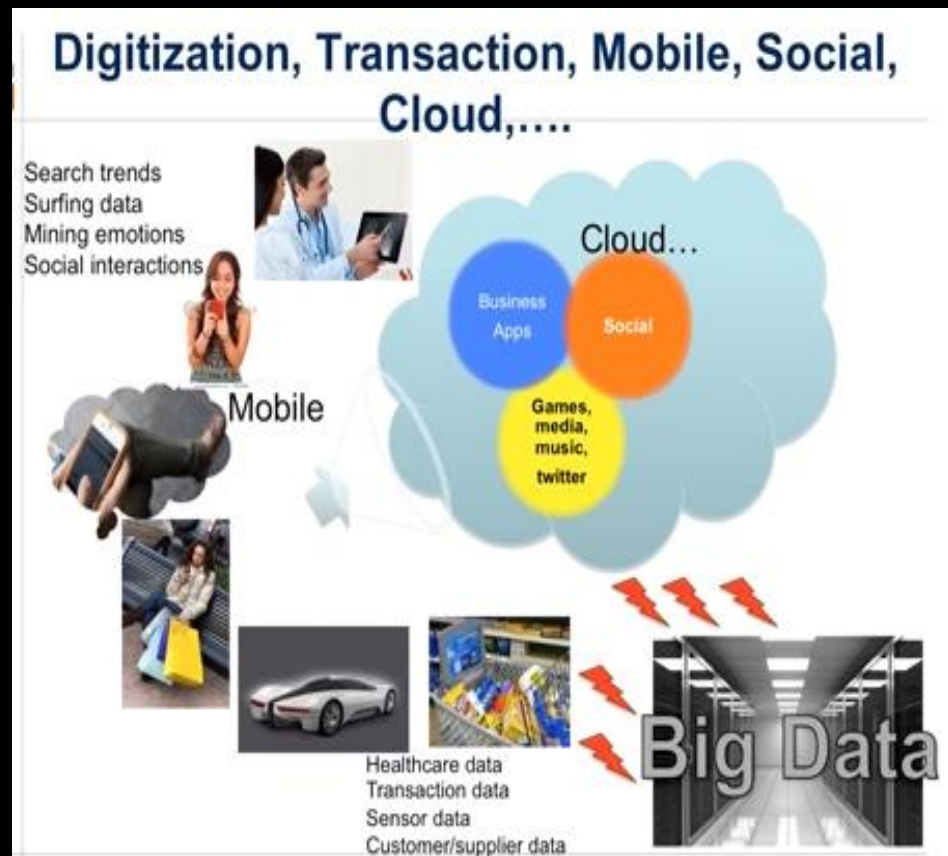 Digitization, Transaction, Mobile, Social,
Cloud,....
Search trends
Surfing data
Mining emotions
Social interactions
Cloud...
Business
Apps
Social
Games,
media,
music,
twitter
Mobile
Healthcare data
Transaction data
Sensor data
Customer/supplier data
Big Data